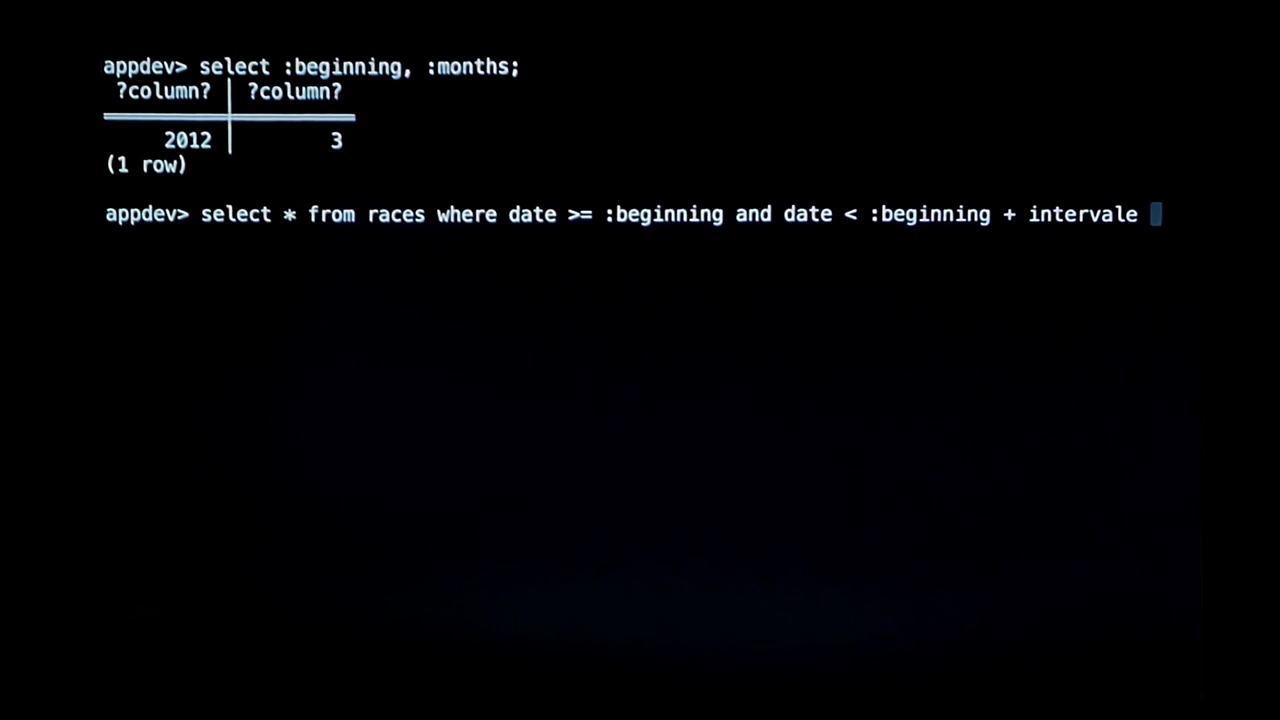 appdev> select :beginning, :months;
?column? | ?column?
2012 | 3
(1 row)
appdev> select * from races where date >= :beginning and date < :beginning + intervale